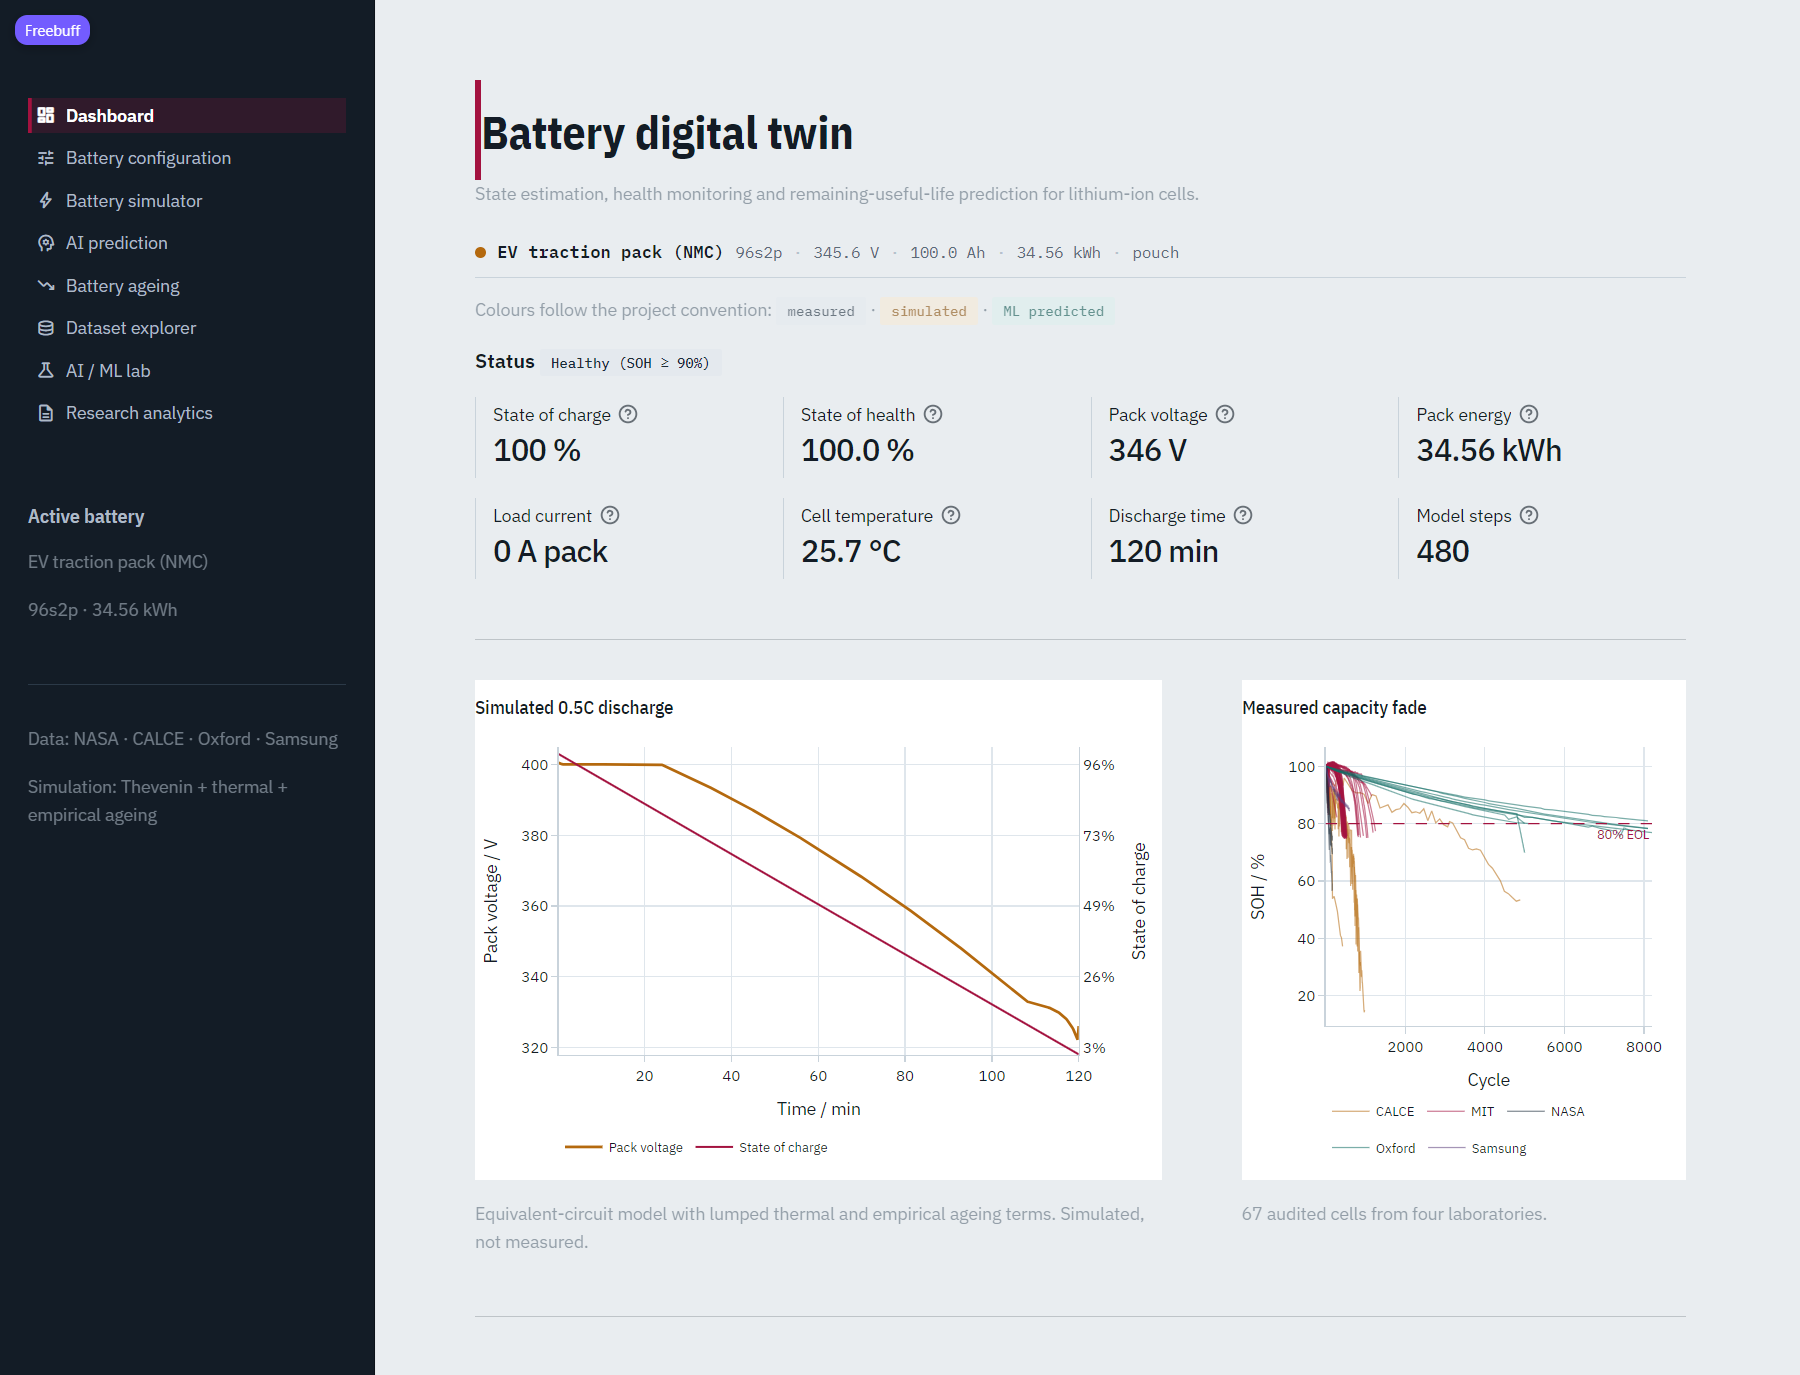 Freebuff
Dashboard
Battery configuration
Battery simulator
AI prediction
Battery ageing
Dataset explorer
AI / ML lab
Research analytics
Active battery
EV traction pack (NMC)
96s2p · 34.56 kWh
Data: NASA · CALCE · Oxford · Samsung
Simulation: Thevenin + thermal +
empirical ageing
Battery digital twin
State estimation, health monitoring and remaining-useful-life prediction for lithium-ion cells.
EV traction pack (NMC) 96s2p · 345.6 V · 100.0 Ah · 34.56 kWh · pouch
Colours follow the project convention: measured · simulated · ML predicted
Status Healthy (SOH ≥ 90%)
State of charge
100 %
State of health
100.0 %
Pack voltage
346 V
Pack energy
34.56 kWh
Load current
0 A pack
Cell temperature
25.7 °C
Discharge time
120 min
Model steps
480
Simulated 0.5C discharge
400
380
360
340
320
Pack voltage / V
96%
73%
49%
26%
3%
State of charge
20 40 60 80 100 120
Time / min
Pack voltage State of charge
Equivalent-circuit model with lumped thermal and empirical ageing terms. Simulated,
not measured.
Measured capacity fade
100
80
60
40
20
SOH / %
80% EOL
2000 4000 6000 8000
Cycle
CALCE MIT NASA
Oxford Samsung
67 audited cells from four laboratories.